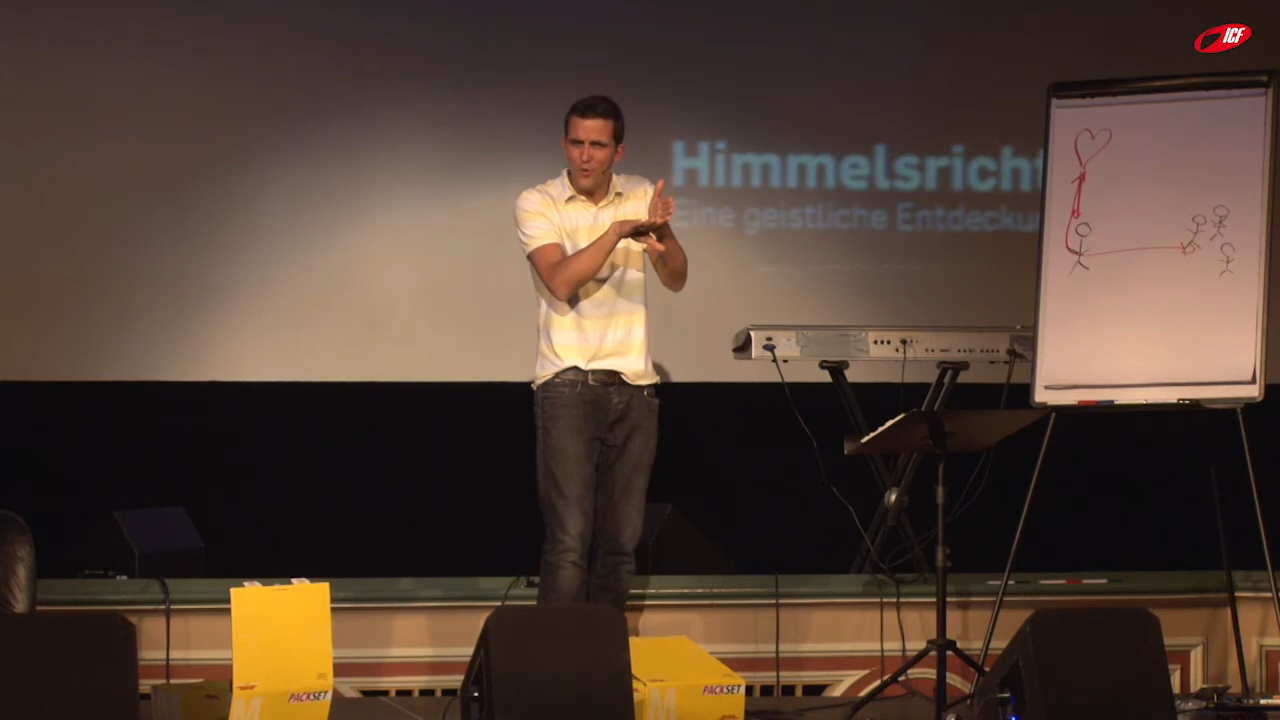 ICF
Himmelsricht
Eine geistliche Entdecku
PACKSET
M
PACKSET
M